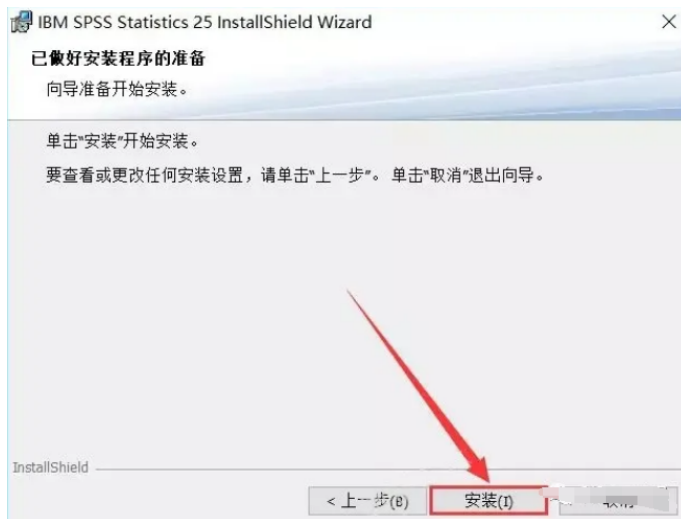 IBM SPSS Statistics 25 InstallShield Wizard
已做好安装程序的准备
向导准备开始安装。
单击“安装”开始安装。
要查看或更改任何安装设置，请单击“上一步”。 单击“取消”退出向导。
InstallShield
< 上一步(B)
安装(I)